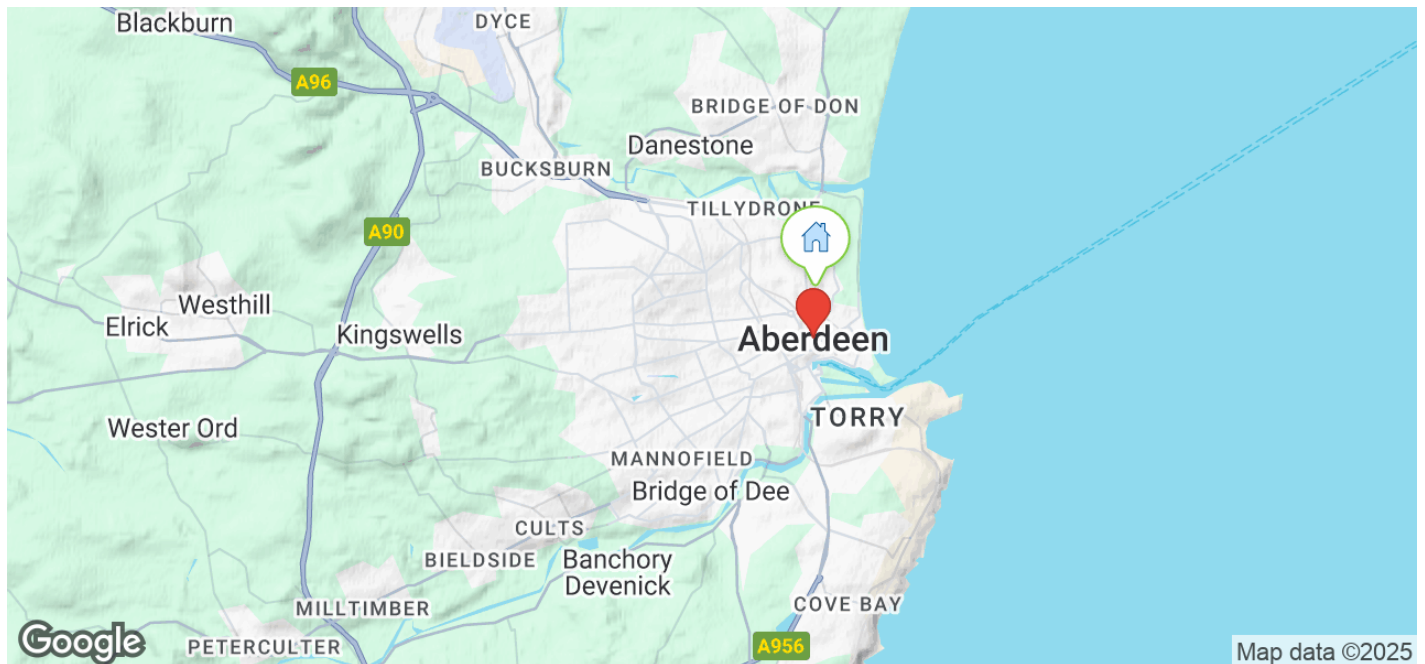 Blackburn
DYCE
A96
BRIDGE OF DON
Danestone
BUCKSBURN
TILLYDRONE
A90
Westhill
Elrick
Kingswells
Aberdeen
TORRY
Wester Ord
MANNOFIELD
Bridge of Dee
CULTS
BIELDSIDE
Banchory
Devenick
MILLTIMBER
COVE BAY
PETERCULTER
A956
Google
Map data ©2025